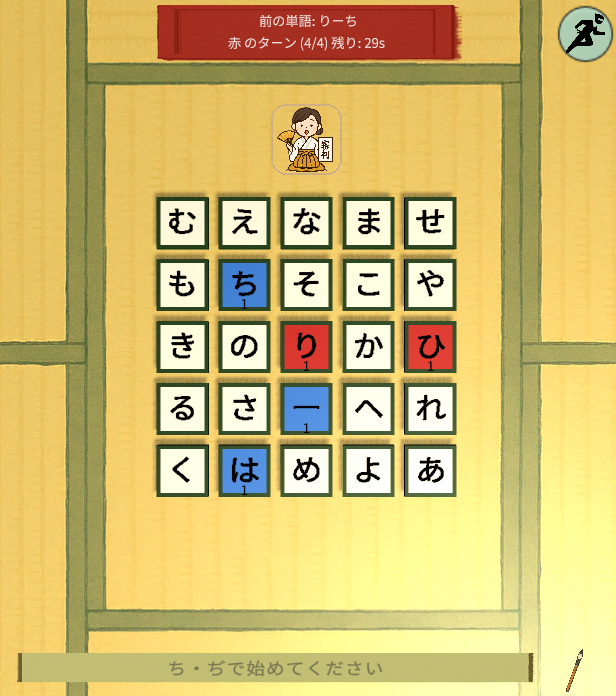 前の単語: りーち
赤 のターン (4/4) 残り: 29s
審判
む え な ま せ
も ち そ こ や
1
き の り か ひ
1 1
る さ ー へ れ
1
く は め よ あ
1
ち・ぢで始めてください